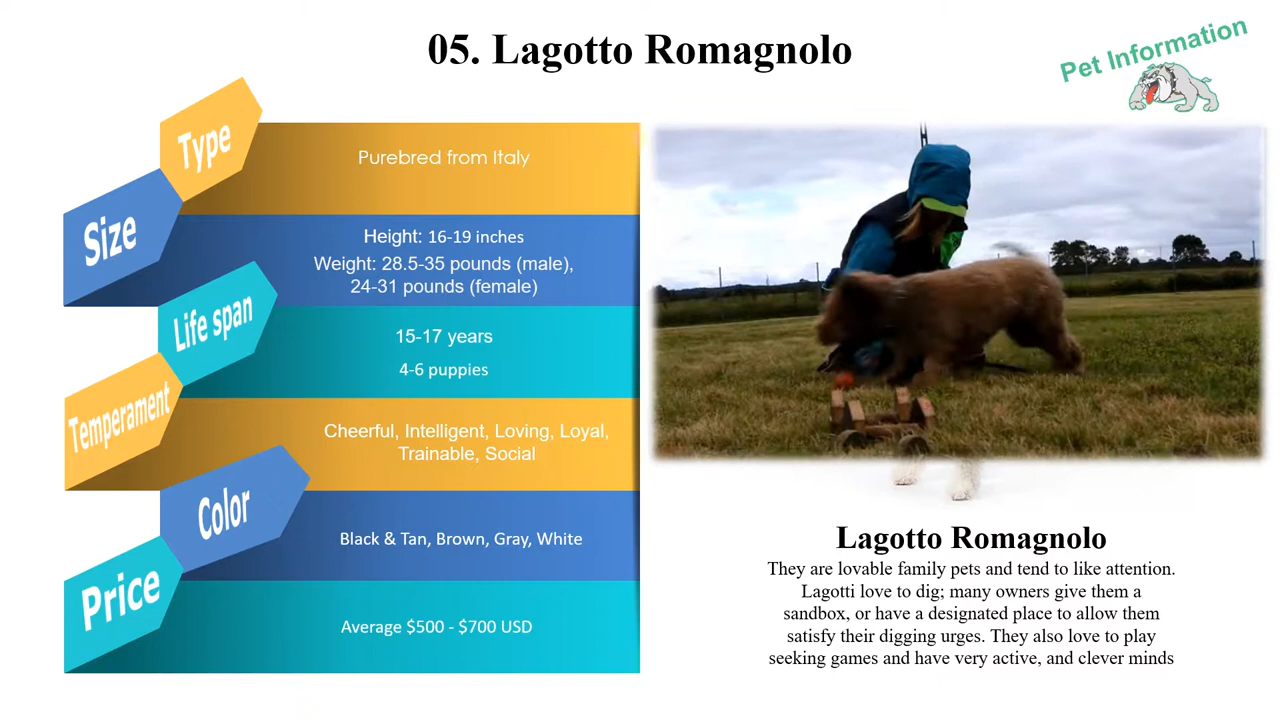 05. Lagotto Romagnolo
Pet Information
Type
Purebred from Italy
Size
Height: 16-19 inches
Weight: 28.5-35 pounds (male),
24-31 pounds (female)
Life span
15-17 years
4-6 puppies
Temperament
Cheerful, Intelligent, Loving, Loyal,
Trainable, Social
Color
Black & Tan, Brown, Gray, White
Price
Average $500 - $700 USD
Lagotto Romagnolo
They are lovable family pets and tend to like attention.
Lagotti love to dig; many owners give them a
sandbox, or have a designated place to allow them
satisfy their digging urges. They also love to play
seeking games and have very active, and clever minds